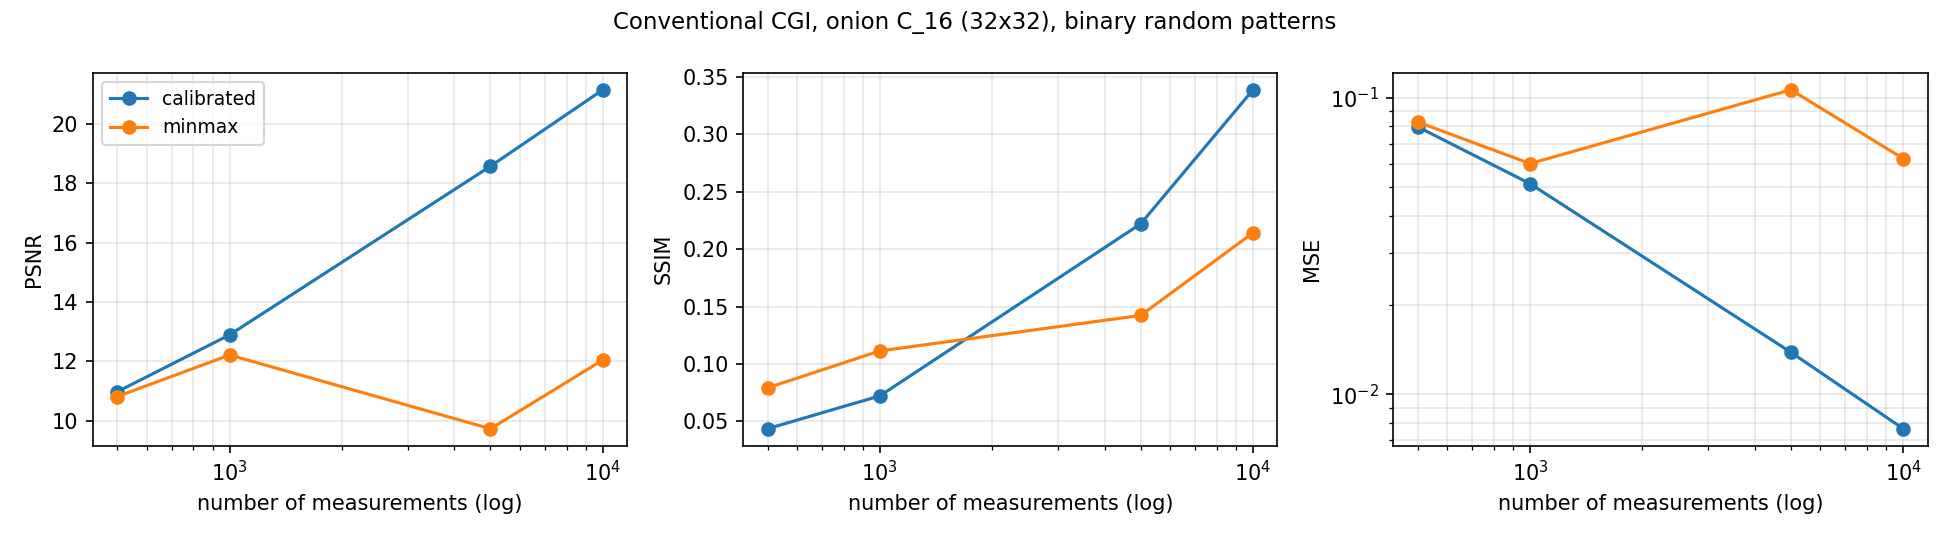 Conventional CGI, onion C_16 (32x32), binary random patterns
calibrated
minmax
PSNR
20
18
16
14
12
10
10³
10⁴
number of measurements (log)
SSIM
0.35
0.30
0.25
0.20
0.15
0.10
0.05
10³
10⁴
number of measurements (log)
MSE
10⁻¹
10⁻²
10³
10⁴
number of measurements (log)